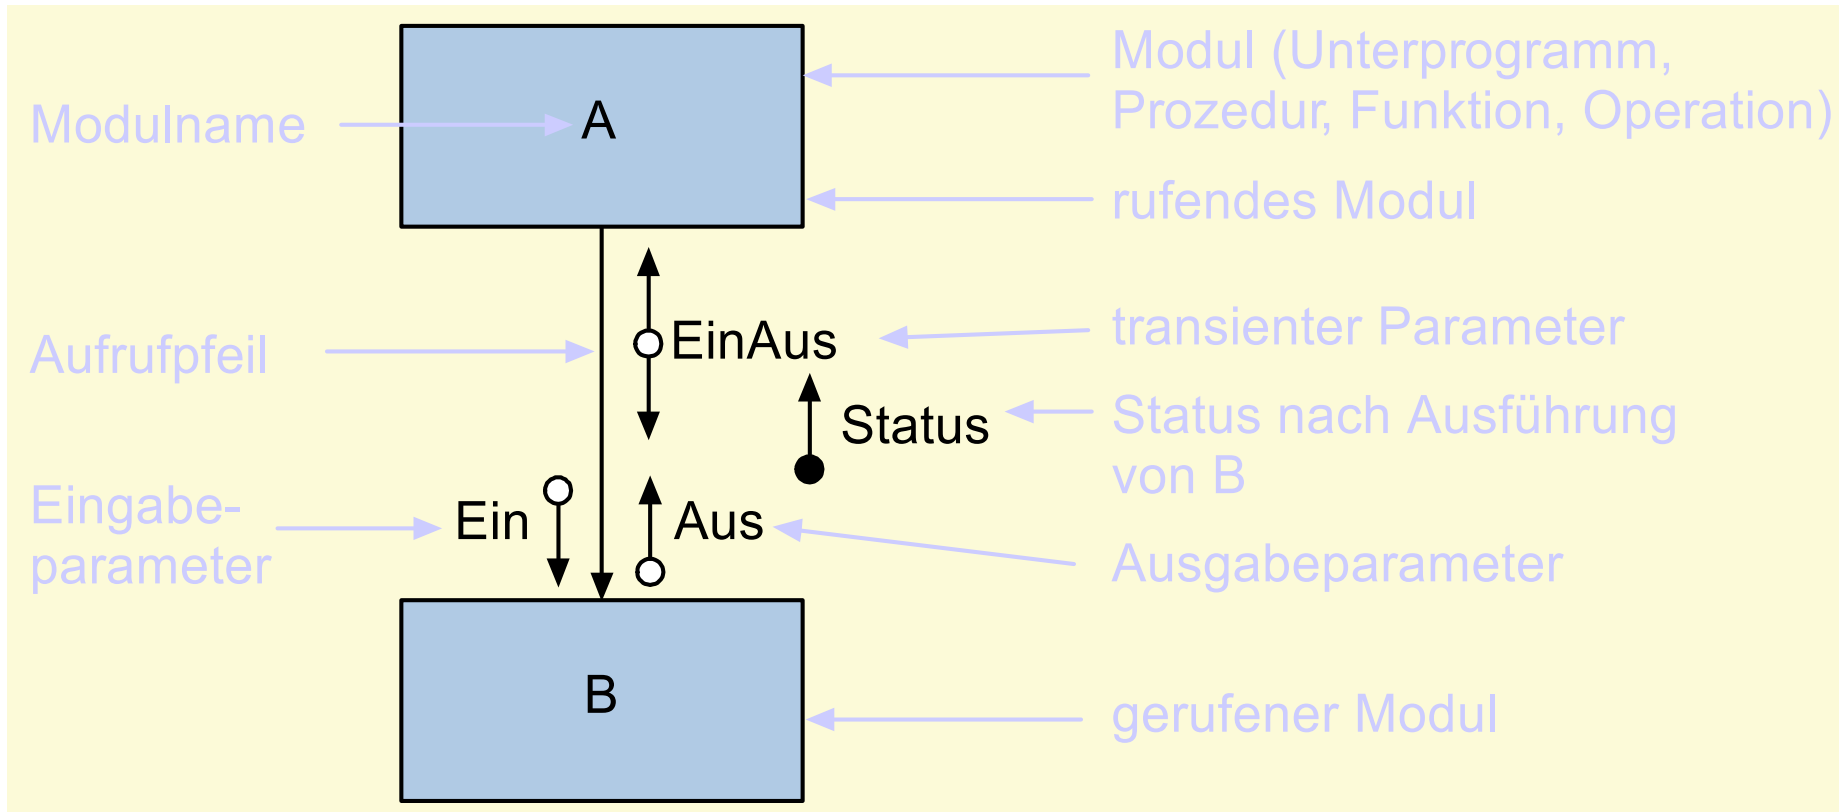 Modul (Unterprogramm,
Prozedur, Funktion, Operation)
Modulname
A
rufendes Modul
Aufrufpfeil
EinAus
transienter Parameter
Status
Status nach Ausführung
von B
Eingabe-
parameter
Ein
Aus
Ausgabeparameter
B
gerufener Modul